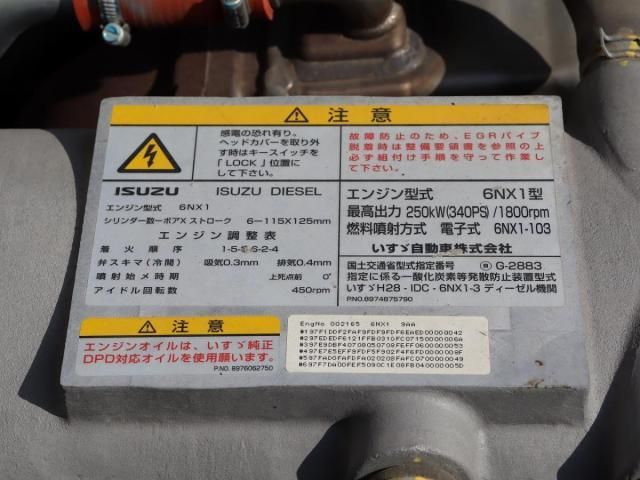 注意
感電の恐れ有り。
ヘッドカバーを取り外
す時はキースイッチを
「LOCK」位置に
して下さい。
故障防止のため、EGRパイプ
脱着時は整備要領書を参照の上
必ず組付け手順を守って作業し
て下さい。
ISUZU ISUZU DIESEL
エンジン型式 6NX1
シリンダー数−ボアXストローク 6−115X125mm
エンジン調整表
着火順序 1-5-3-6-2-4
弁スキマ(冷間) 吸気0.3mm 排気0.4mm
噴射始メ時期 上死点前 0°
アイドル回転数 450rpm
エンジン型式 6NX1型
最高出力 250kW(340PS)/1800rpm
燃料噴射方式 電子式 6NX1-103
いすゞ自動車株式会社
国土交通省型式指定番号 G-2883
指定に係る一酸化炭素等発散防止装置型式
いすゞH28-IDC-6NX1-3 ディーゼル機関
P.NO.8974875790
注意
エンジンオイルは、いすゞ純正
DPD対応オイルを使用願います。
P.NO. 8976062750
EngNo 002165 6NX1 9AA